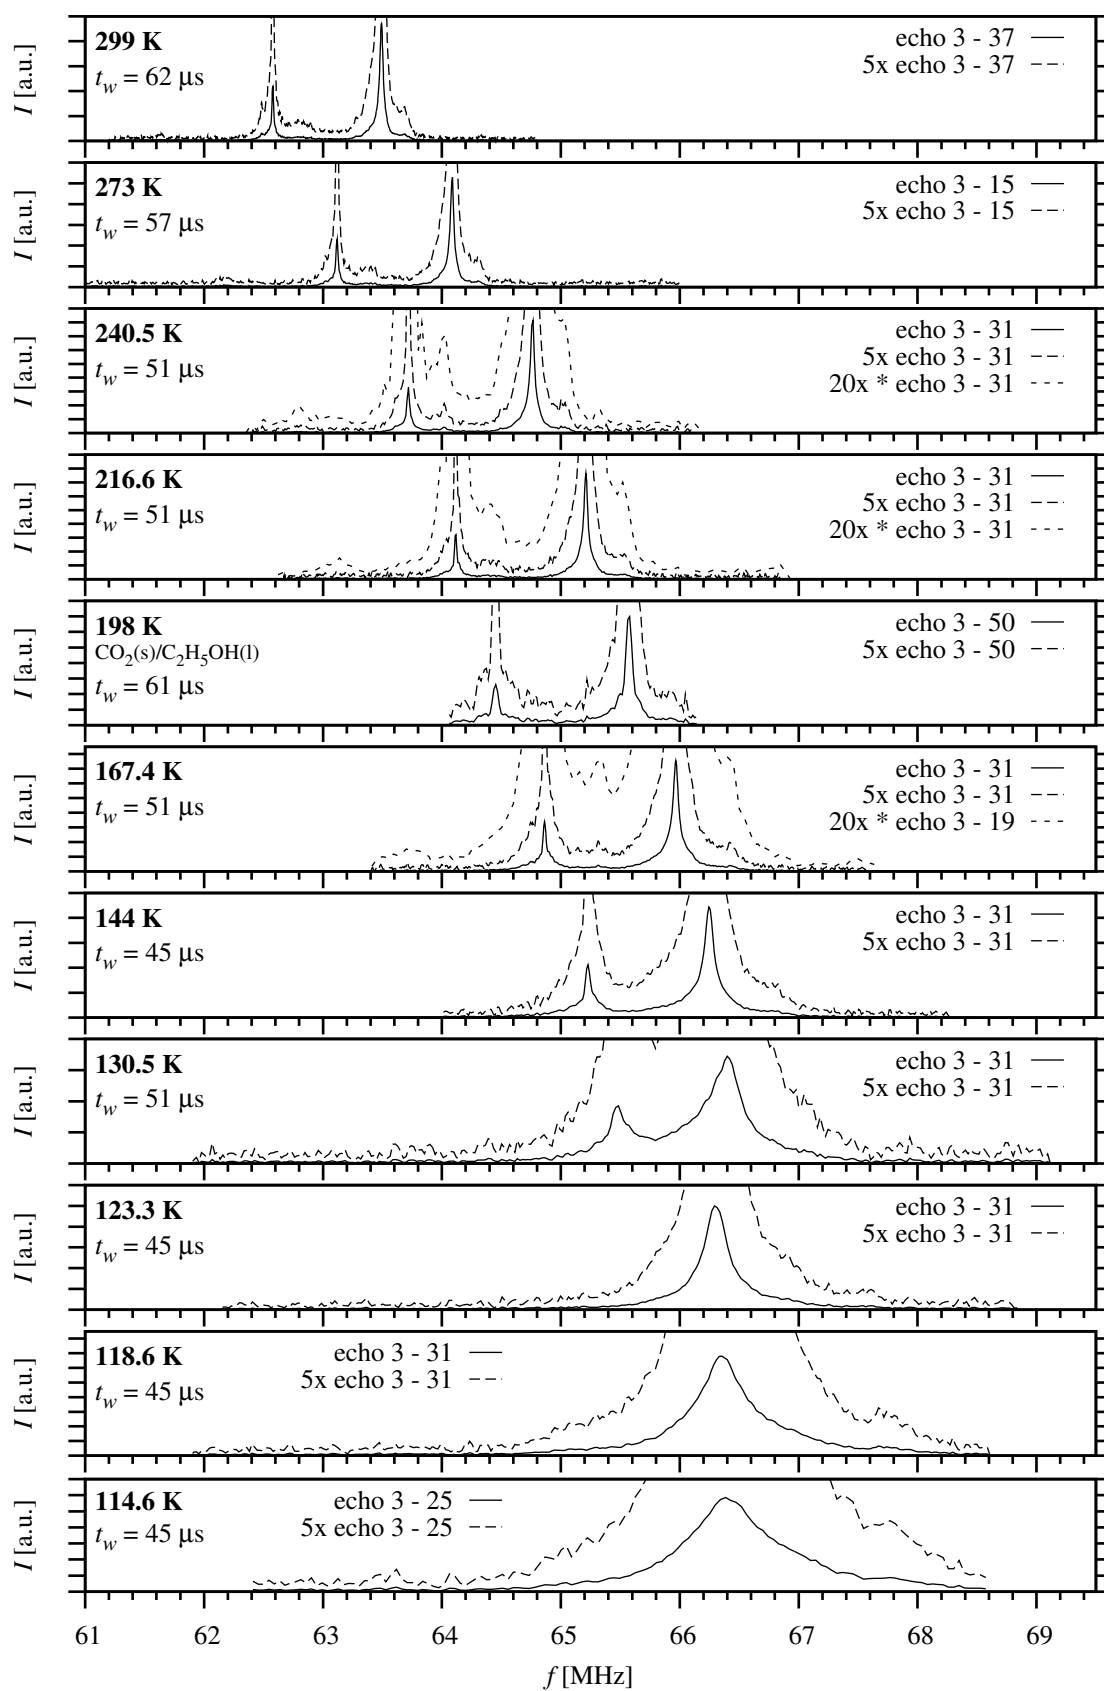 I [a.u.]
299 K
t_w = 62 μs
echo 3 - 37
5x echo 3 - 37
I [a.u.]
273 K
t_w = 57 μs
echo 3 - 15
5x echo 3 - 15
I [a.u.]
240.5 K
t_w = 51 μs
echo 3 - 31
5x echo 3 - 31
20x * echo 3 - 31
I [a.u.]
216.6 K
t_w = 51 μs
echo 3 - 31
5x echo 3 - 31
20x * echo 3 - 31
I [a.u.]
198 K
CO₂(s)/C₂H₅OH(l)
t_w = 61 μs
echo 3 - 50
5x echo 3 - 50
I [a.u.]
167.4 K
t_w = 51 μs
echo 3 - 31
5x echo 3 - 31
20x * echo 3 - 19
I [a.u.]
144 K
t_w = 45 μs
echo 3 - 31
5x echo 3 - 31
I [a.u.]
130.5 K
t_w = 51 μs
echo 3 - 31
5x echo 3 - 31
I [a.u.]
123.3 K
t_w = 45 μs
echo 3 - 31
5x echo 3 - 31
I [a.u.]
118.6 K
t_w = 45 μs
echo 3 - 31
5x echo 3 - 31
I [a.u.]
114.6 K
t_w = 45 μs
echo 3 - 25
5x echo 3 - 25
61 62 63 64 65 66 67 68 69
f [MHz]